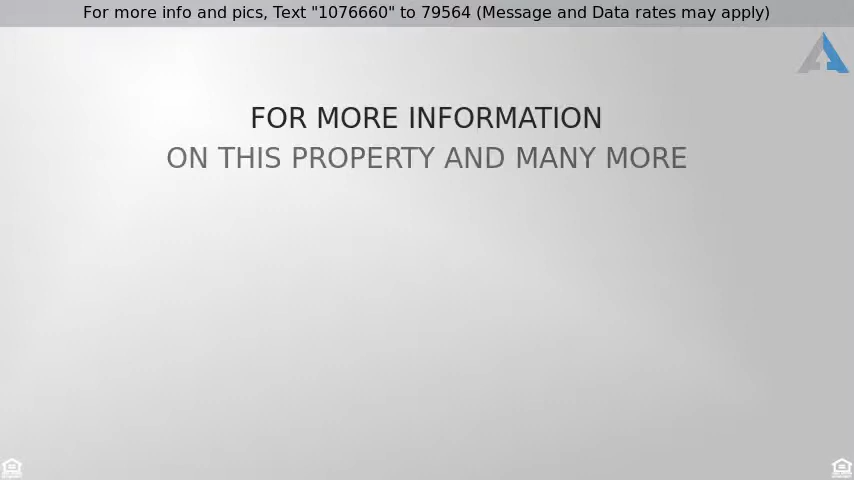 For more info and pics, Text "1076660" to 79564 (Message and Data rates may apply)
FOR MORE INFORMATION
ON THIS PROPERTY AND MANY MORE